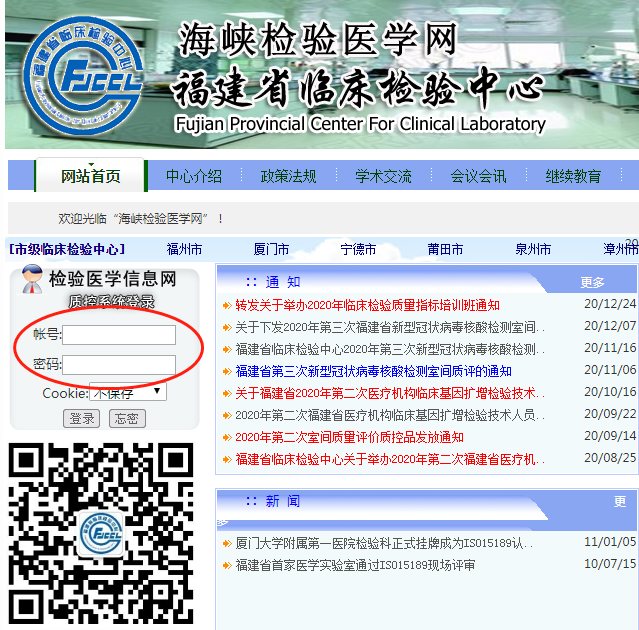 福建省临床检验中心
FJCCL
海峡检验医学网
福建省临床检验中心
Fujian Provincial Center For Clinical Laboratory
网站首页 中心介绍 政策法规 学术交流 会议会讯 继续教育
欢迎光临“海峡检验医学网”！
20
[市级临床检验中心] 福州市 厦门市 宁德市 莆田市 泉州市 漳州市
检验医学信息网
质控系统登录
帐号:
密码:
Cookie: 不保存
登录 忘密
FJCCL
:: 通 知 更多
转发关于举办2020年临床检验质量指标培训班通知 20/12/24
关于下发2020年第三次福建省新型冠状病毒核酸检测室间.. 20/12/07
福建省临床检验中心2020年第三次新型冠状病毒核酸检测.. 20/11/16
福建省第三次新型冠状病毒核酸检测室间质评的通知 20/11/06
关于福建省2020年第二次医疗机构临床基因扩增检验技术.. 20/10/16
2020年第二次福建省医疗机构临床基因扩增检验技术人员.. 20/09/22
2020年第二次室间质量评价质控品发放通知 20/09/14
福建省临床检验中心关于举办2020年第二次福建省医疗机.. 20/08/25
:: 新 闻 更
多
厦门大学附属第一医院检验科正式挂牌成为ISO15189认.. 11/01/05
福建省首家医学实验室通过ISO15189现场评审 10/07/15